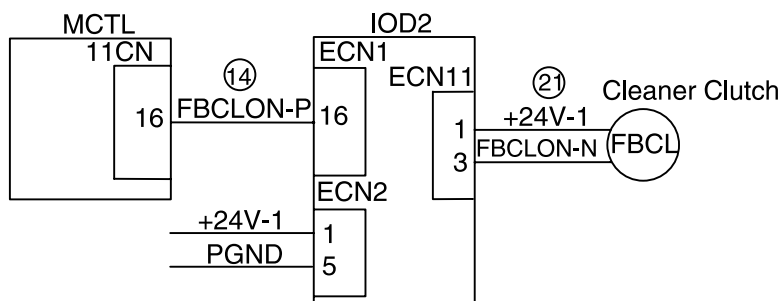 MCTL
IOD2
11CN
14
ECN1
ECN11
21
Cleaner Clutch
16
FBCLON-P
16
1
+24V-1
FBCL
3
FBCLON-N
ECN2
+24V-1
1
PGND
5